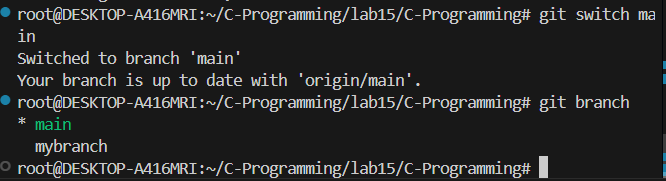 root@DESKTOP-A416MRI:~/C-Programming/lab15/C-Programming# git switch ma
in
Switched to branch 'main'
Your branch is up to date with 'origin/main'.
root@DESKTOP-A416MRI:~/C-Programming/lab15/C-Programming# git branch
* main
  mybranch
root@DESKTOP-A416MRI:~/C-Programming/lab15/C-Programming#